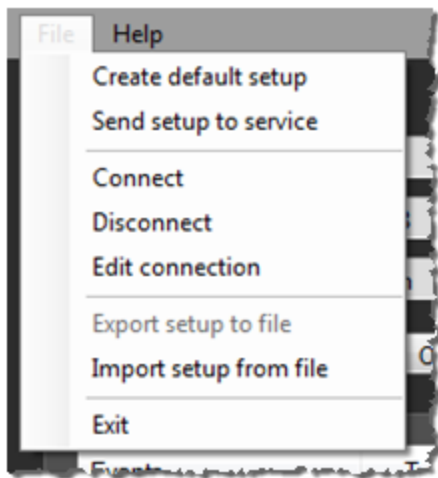 File Help
Create default setup
Send setup to service
Connect
Disconnect
Edit connection
Export setup to file
Import setup from file
Exit
Events